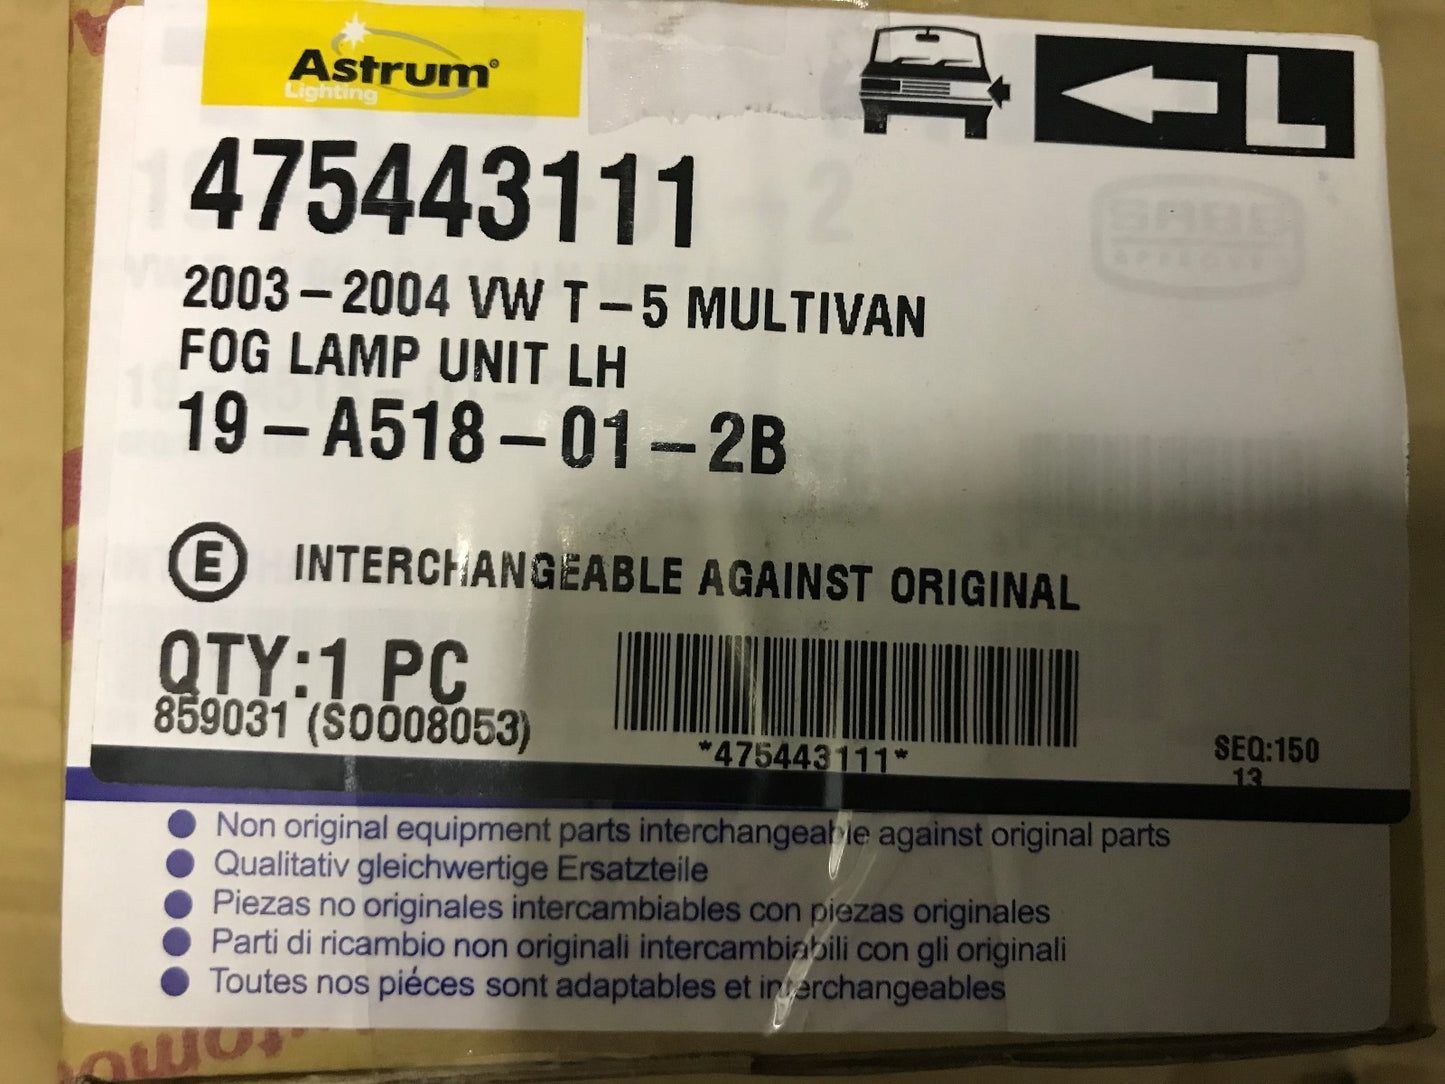 Astrum®
Lighting
L
475443111
2003-2004 VW T-5 MULTIVAN
FOG LAMP UNIT LH
19-A518-01-2B
E INTERCHANGEABLE AGAINST ORIGINAL
QTY:1 PC
859031 (SO008053)
*475443111*
SEQ:150
13
Non original equipment parts interchangeable against original parts
Qualitativ gleichwertige Ersatzteile
Piezas no originales intercambiables con piezas originales
Parti di ricambio non originali intercambiabili con gli originali
Toutes nos piéces sont adaptables et interchangeables